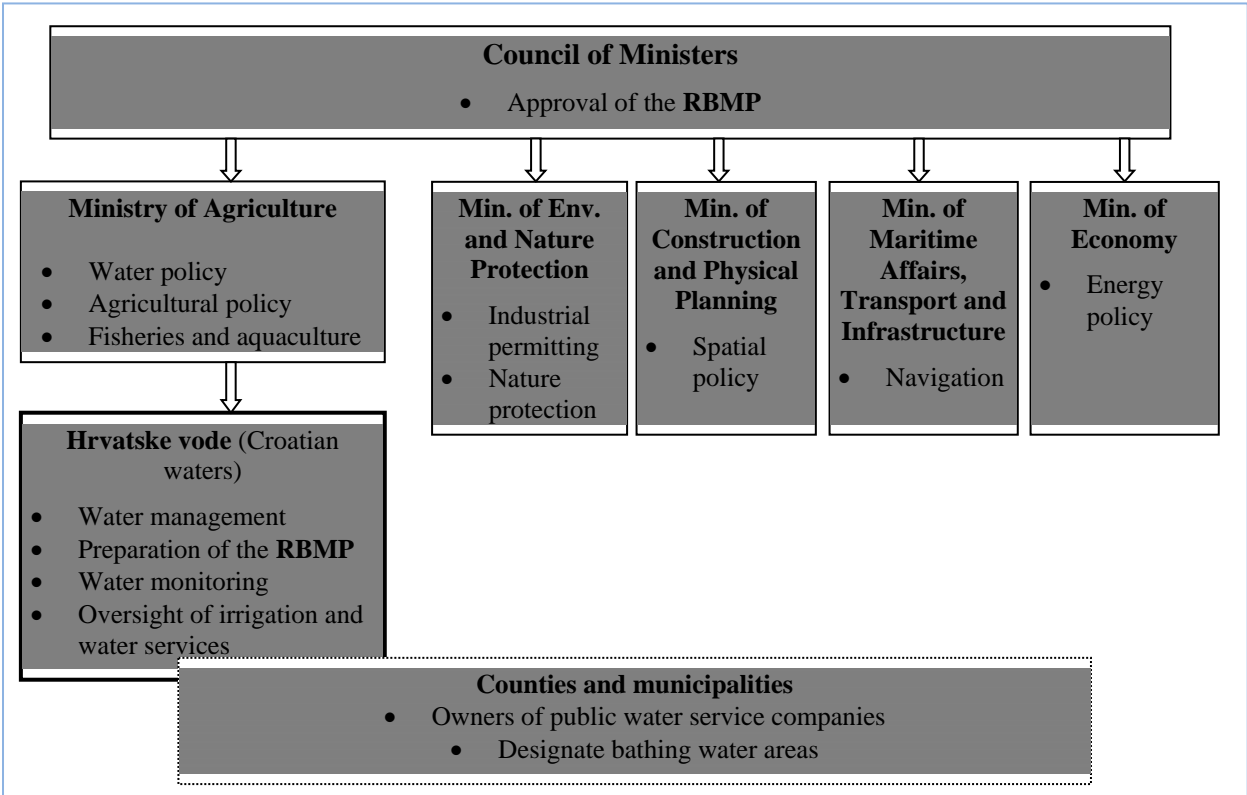 Council of Ministers
• Approval of the RBMP
Ministry of Agriculture
• Water policy
• Agricultural policy
• Fisheries and aquaculture
Min. of Env.
and Nature
Protection
• Industrial
permitting
• Nature
protection
Min. of
Construction
and Physical
Planning
• Spatial
policy
Min. of
Maritime
Affairs,
Transport and
Infrastructure
• Navigation
Min. of
Economy
• Energy
policy
Hrvatske vode (Croatian
waters)
• Water management
• Preparation of the RBMP
• Water monitoring
• Oversight of irrigation and
water services
Counties and municipalities
• Owners of public water service companies
• Designate bathing water areas